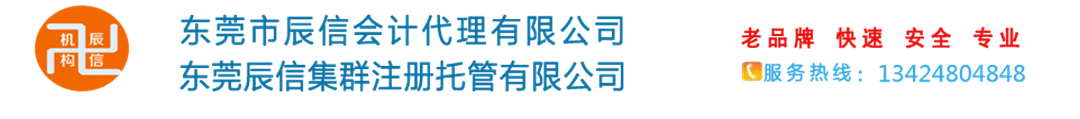 机辰
构信
东莞市辰信会计代理有限公司
东莞辰信集群注册托管有限公司
老品牌 快速 安全 专业
服务热线：13424804848